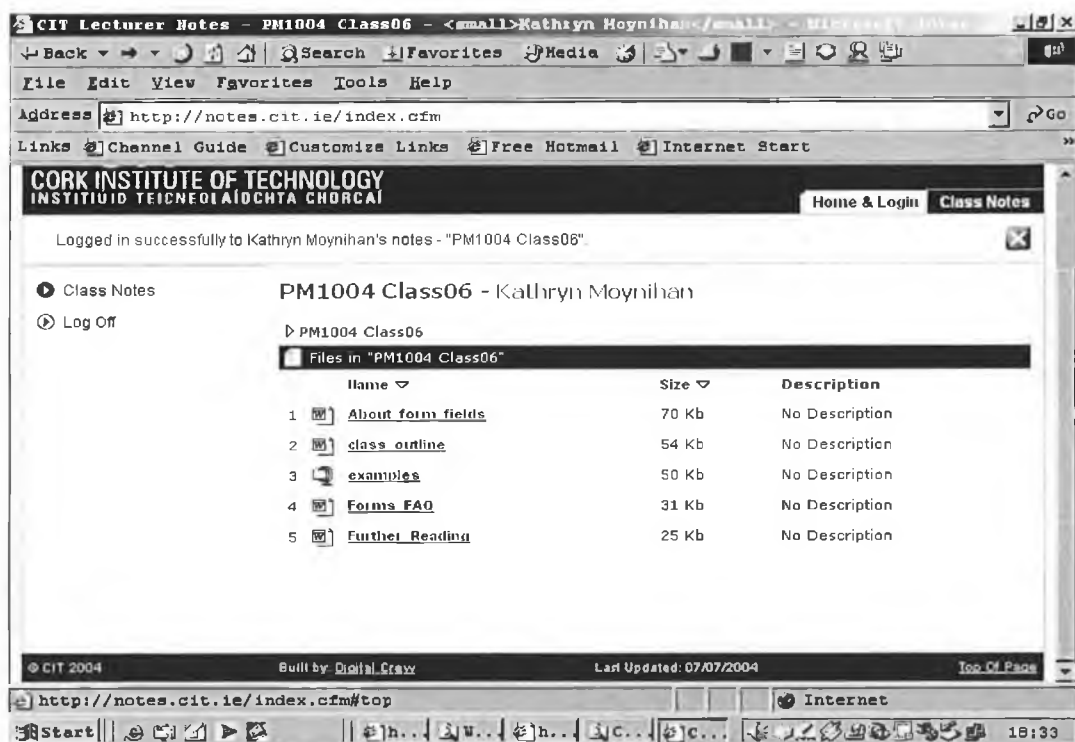 CIT Lecturer Notes - PM1004 Class06 - <small>Kathryn Moynihan</small> - Microsoft
Back Search Favorites Media
File Edit View Favorites Tools Help
Address http://notes.cit.ie/index.cfm Go
Links Channel Guide Customize Links Free Hotmail Internet Start »
CORK INSTITUTE OF TECHNOLOGY
INSTITIUID TEICNEOLAÍOCHTA CHORCAÍ
Home & Login Class Notes
Logged in successfully to Kathryn Moynihan's notes - "PM1004 Class06".
Class Notes
Log Off
PM1004 Class06 - Kathryn Moynihan
PM1004 Class06
Files in "PM1004 Class06"
Name Size Description
1 About form fields 70 Kb No Description
2 class outline 54 Kb No Description
3 examples 50 Kb No Description
4 Forms FAQ 31 Kb No Description
5 Further Reading 25 Kb No Description
© CIT 2004 Built by: Digital Crew Last Updated: 07/07/2004 Top Of Page
http://notes.cit.ie/index.cfm#top Internet
Start h... W... h... C... C... 18:33